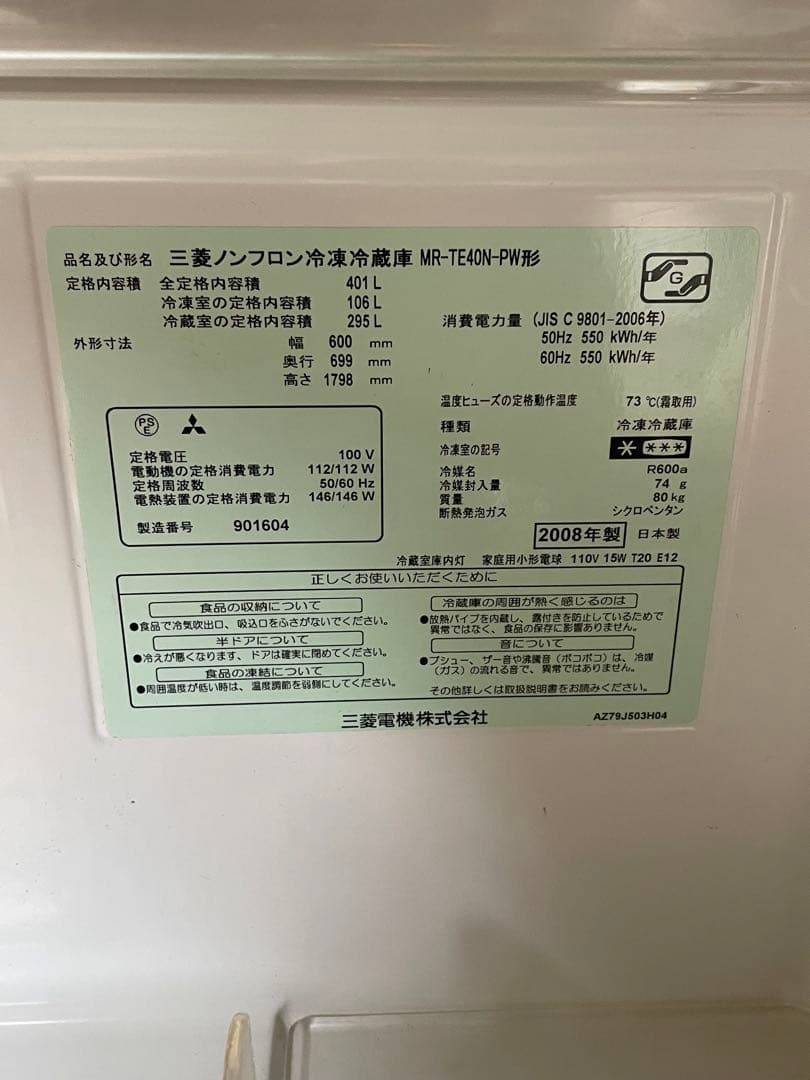 品名及び形名 三菱ノンフロン冷凍冷蔵庫 MR-TE40N-PW形
定格内容積 全定格内容積 401 L
冷凍室の定格内容積 106 L
冷蔵室の定格内容積 295 L
外形寸法 幅 600 mm
奥行 699 mm
高さ 1798 mm
G
消費電力量 (JIS C 9801-2006年)
50Hz 550 kWh/年
60Hz 550 kWh/年
温度ヒューズの定格動作温度 73 ℃(霜取用)
種類 冷凍冷蔵庫
冷凍室の記号 * ***
冷媒名 R600a
冷媒封入量 74 g
質量 80 kg
断熱発泡ガス シクロペンタン
2008年製 日本製
PS
E
定格電圧 100 V
電動機の定格消費電力 112/112 W
定格周波数 50/60 Hz
電熱装置の定格消費電力 146/146 W
製造番号 901604
冷蔵室庫内灯 家庭用小形電球 110V 15W T20 E12
正しくお使いいただくために
食品の収納について
●食品で冷気吹出口、吸込口をふさがないでください。
半ドアについて
●冷えが悪くなります、ドアは確実に閉めてください。
食品の凍結について
●周囲温度が低い時は、温度調節を弱側にしてください。
冷蔵庫の周囲が熱く感じるのは
●放熱パイプを内蔵し、露付きを防止しているためで
異常ではなく、食品の保存に影響ありません。
音について
●プシュー、ザー音や沸騰音(ポコポコ)は、冷媒
(ガス)の流れる音で、異常ではありません。
その他詳しくは取扱説明書をお読みください。
三菱電機株式会社
AZ79J503H04